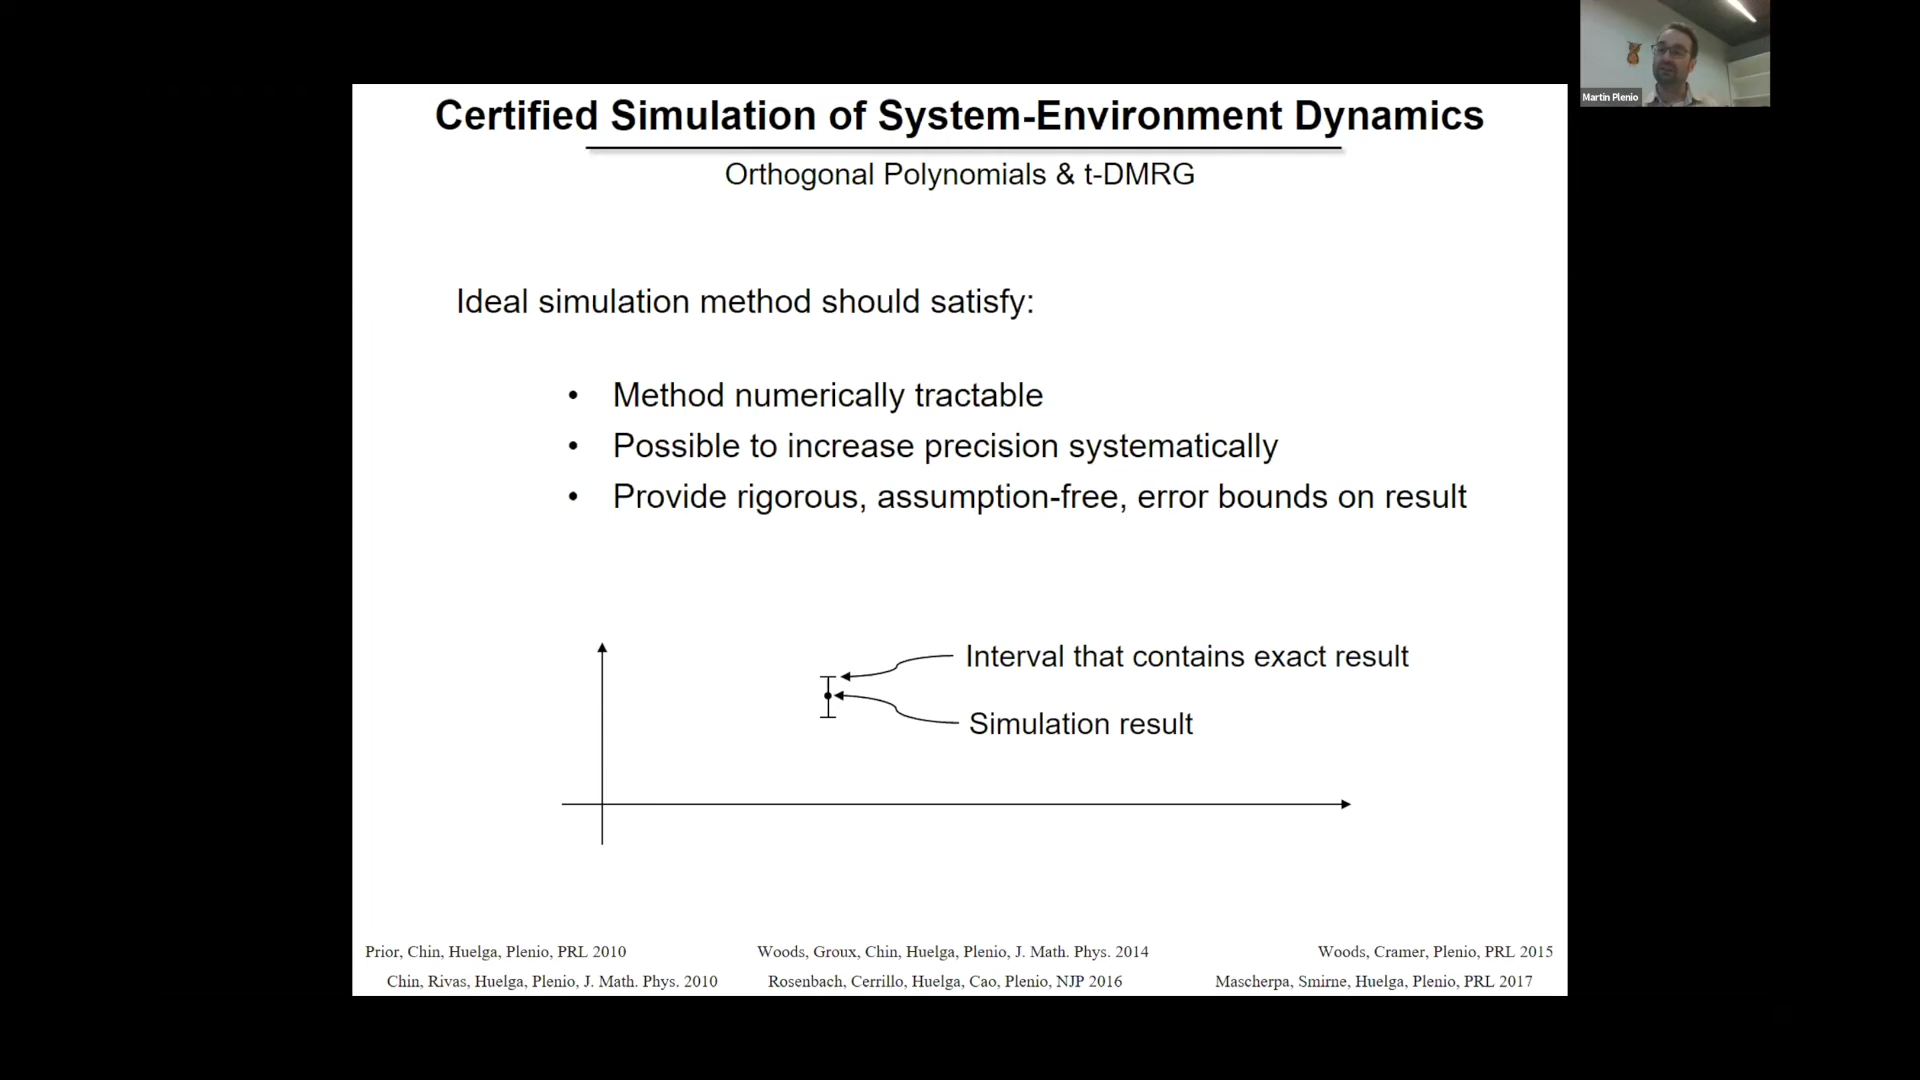 Certified Simulation of System-Environment Dynamics
Orthogonal Polynomials & t-DMRG
Martin Plenio
Ideal simulation method should satisfy:
• Method numerically tractable
• Possible to increase precision systematically
• Provide rigorous, assumption-free, error bounds on result
Interval that contains exact result
Simulation result
Prior, Chin, Huelga, Plenio, PRL 2010
Woods, Groux, Chin, Huelga, Plenio, J. Math. Phys. 2014
Woods, Cramer, Plenio, PRL 2015
Chin, Rivas, Huelga, Plenio, J. Math. Phys. 2010
Rosenbach, Cerrillo, Huelga, Cao, Plenio, NJP 2016
Mascherpa, Smirne, Huelga, Plenio, PRL 2017